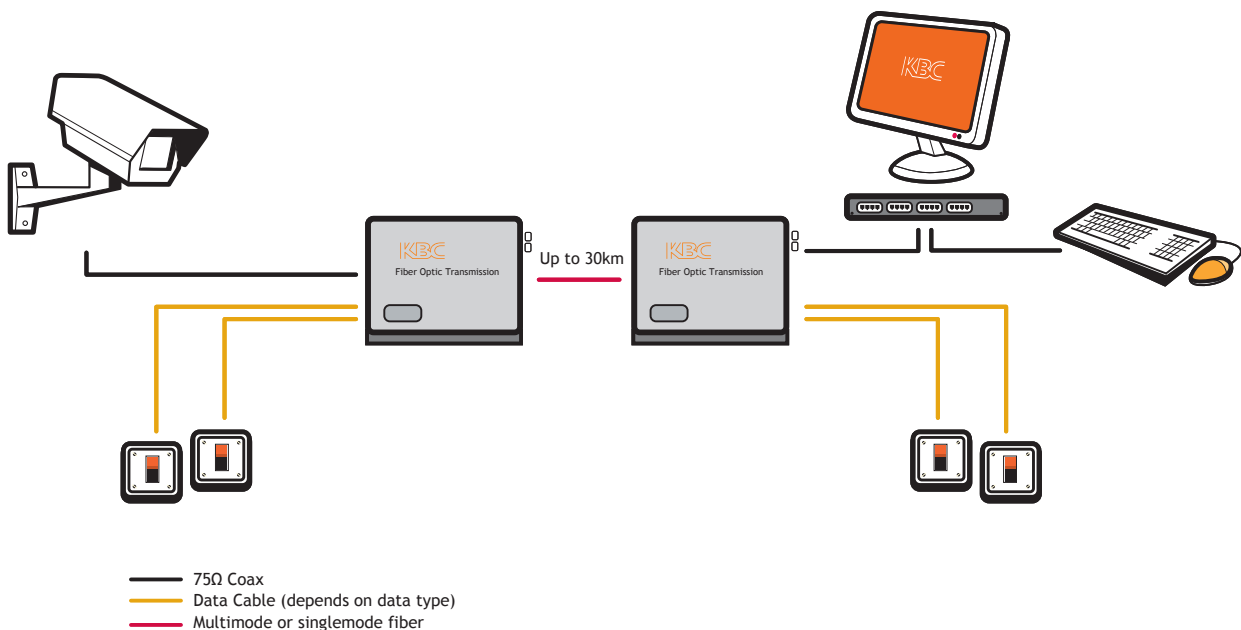 KBC
KBC
Fiber Optic Transmission
Up to 30km
KBC
Fiber Optic Transmission
75Ω Coax
Data Cable (depends on data type)
Multimode or singlemode fiber